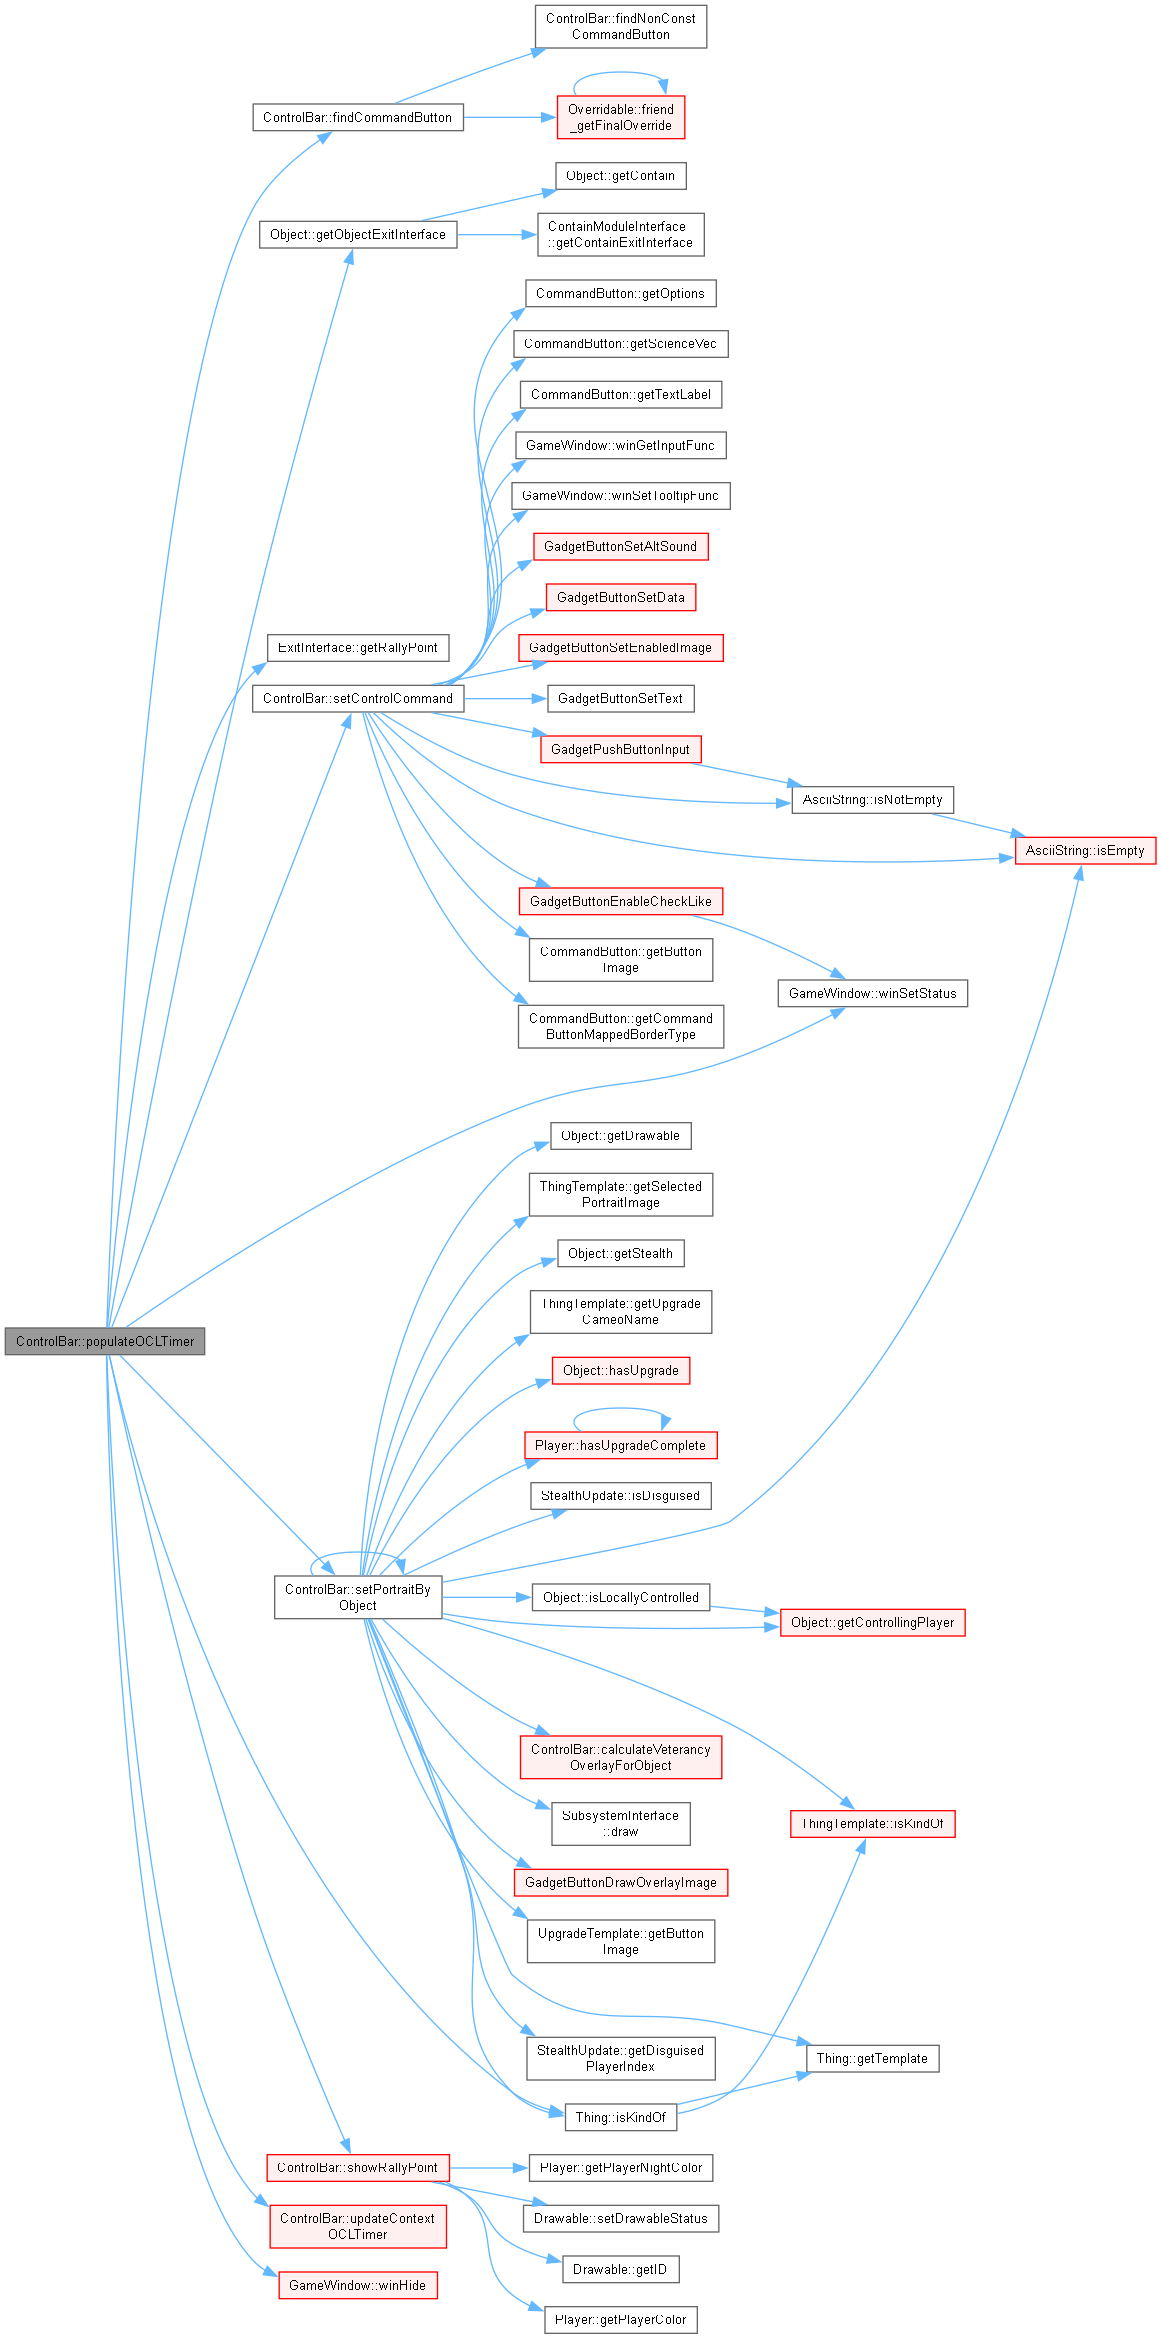 ControlBar::findNonConst
CommandButton
ControlBar::findCommandButton
Overridable::friend
_getFinalOverride
Object::getContain
Object::getObjectExitInterface
ContainModuleInterface
::getContainExitInterface
CommandButton::getOptions
CommandButton::getScienceVec
CommandButton::getTextLabel
GameWindow::winGetInputFunc
GameWindow::winSetTooltipFunc
GadgetButtonSetAltSound
GadgetButtonSetData
ExitInterface::getRallyPoint
GadgetButtonSetEnabledImage
ControlBar::setControlCommand
GadgetButtonSetText
GadgetPushButtonInput
AsciiString::isNotEmpty
AsciiString::isEmpty
GadgetButtonEnableCheckLike
CommandButton::getButton
Image
GameWindow::winSetStatus
CommandButton::getCommand
ButtonMappedBorderType
Object::getDrawable
ThingTemplate::getSelected
PortraitImage
Object::getStealth
ThingTemplate::getUpgrade
CameoName
ControlBar::populateOCLTimer
Object::hasUpgrade
Player::hasUpgradeComplete
StealthUpdate::isDisguised
ControlBar::setPortraitBy
Object
Object::isLocallyControlled
Object::getControllingPlayer
ControlBar::calculateVeterancy
OverlayForObject
SubsystemInterface
::draw
ThingTemplate::isKindOf
GadgetButtonDrawOverlayImage
UpgradeTemplate::getButton
Image
StealthUpdate::getDisguised
PlayerIndex
Thing::getTemplate
Thing::isKindOf
ControlBar::showRallyPoint
Player::getPlayerNightColor
ControlBar::updateContext
OCLTimer
Drawable::setDrawableStatus
Drawable::getID
GameWindow::winHide
Player::getPlayerColor